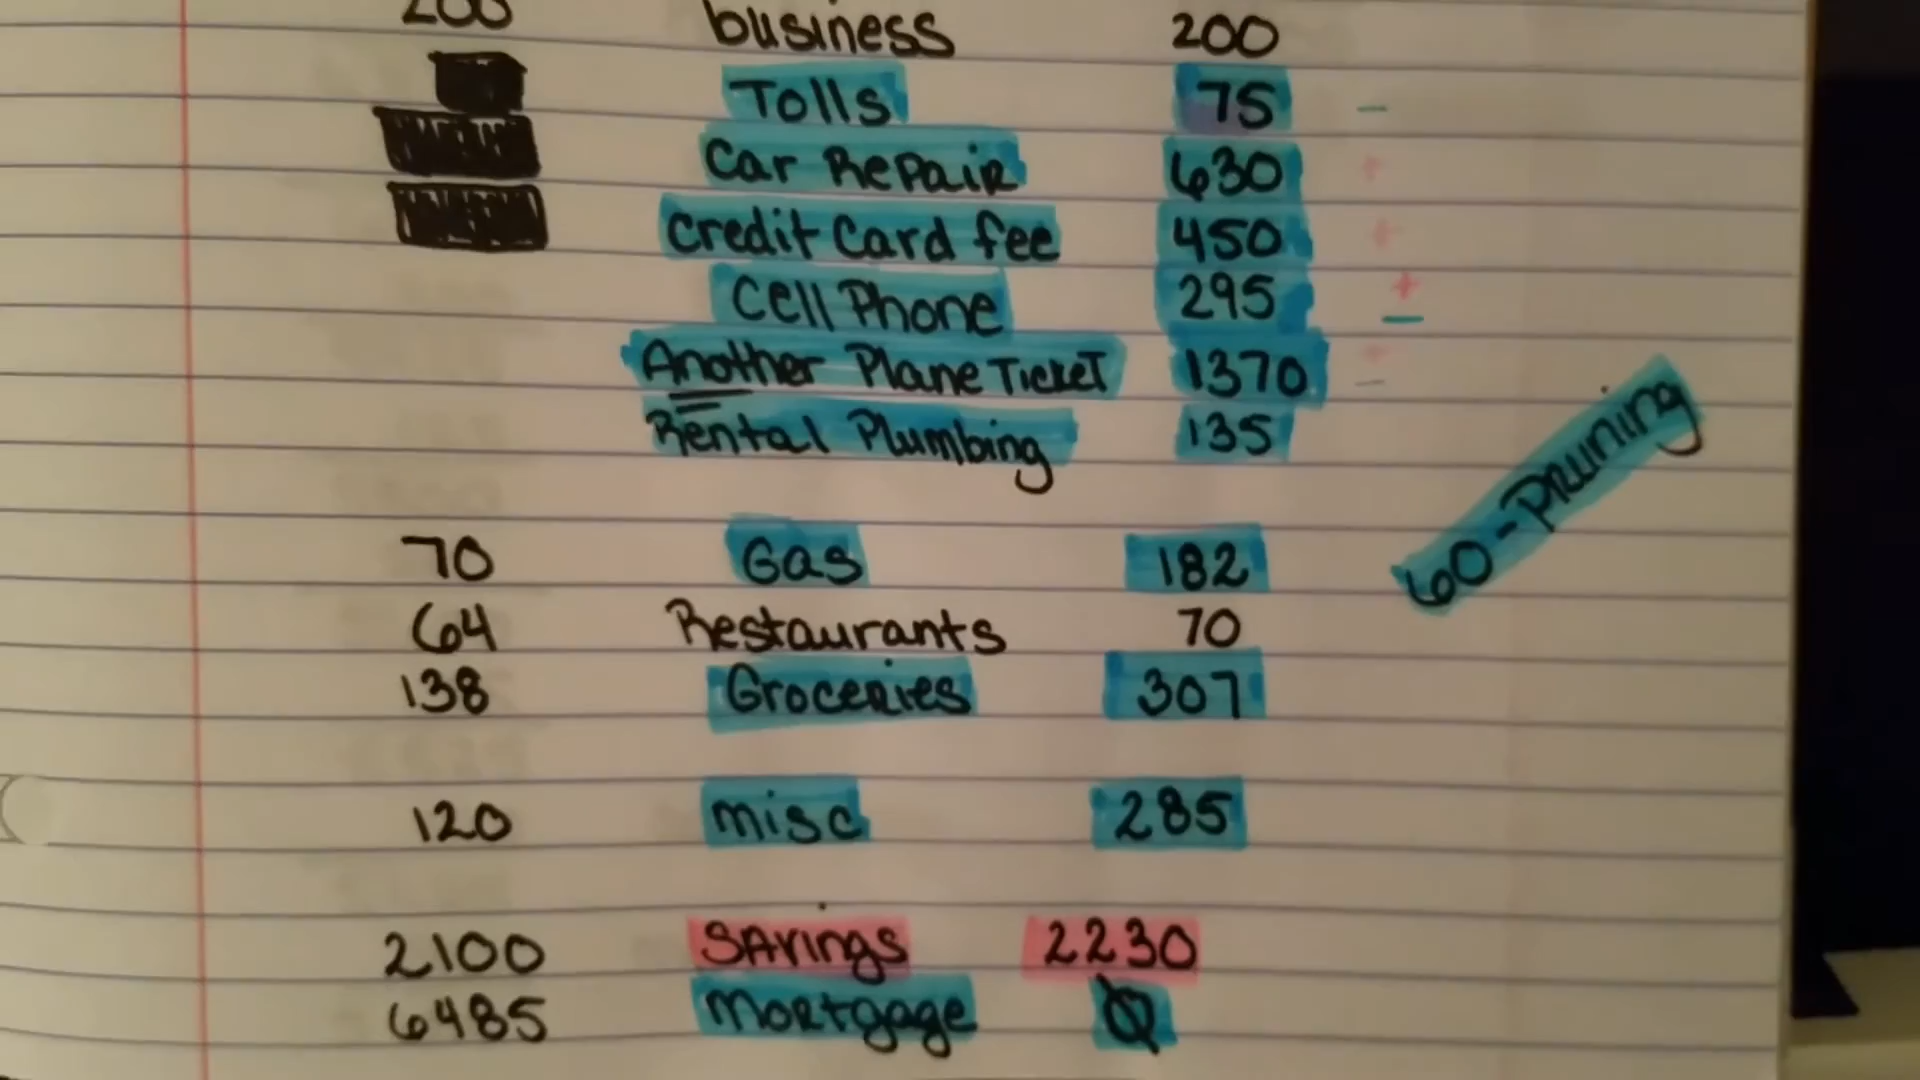 200 business 200
Tolls 75 -
Car Repair 630 +
Credit Card fee 450 +
Cell Phone 295 + -
Another Plane Ticket 1370 + -
Rental Plumbing 135
60-Pruning
70 Gas 182
64 Restaurants 70
138 Groceries 307
120 misc 285
2100 Savings 2230
6485 Mortgage Ø